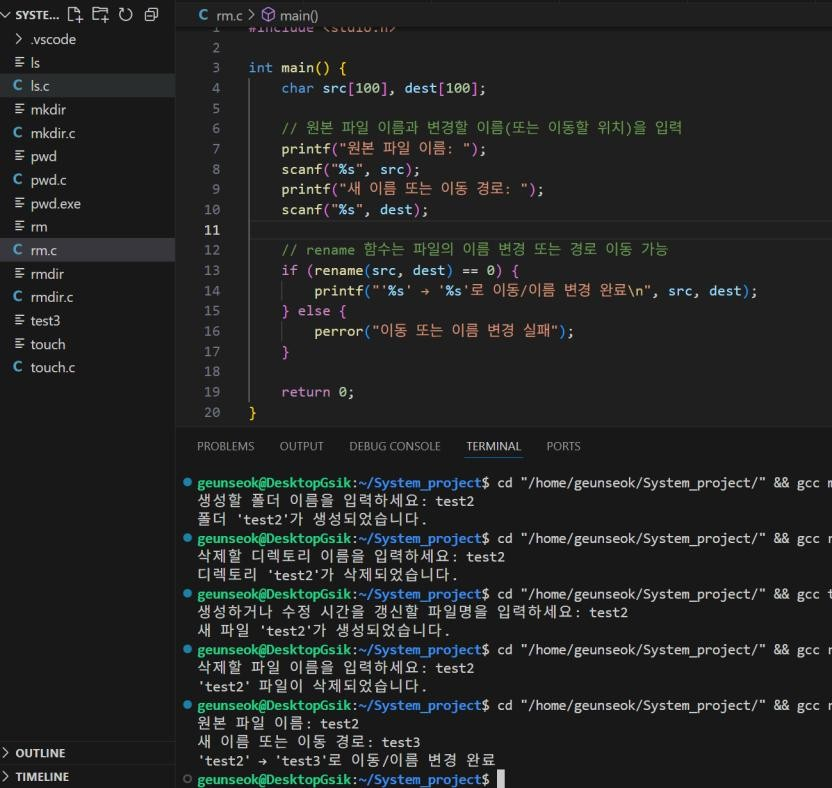 SYSTE...
.vscode
ls
ls.c
mkdir
mkdir.c
pwd
pwd.c
pwd.exe
rm
rm.c
rmdir
rmdir.c
test3
touch
touch.c
OUTLINE
TIMELINE
rm.c > main()
1 #include <stdio.h>
2
3 int main() {
4 char src[100], dest[100];
5
6 // 원본 파일 이름과 변경할 이름(또는 이동할 위치)을 입력
7 printf("원본 파일 이름: ");
8 scanf("%s", src);
9 printf("새 이름 또는 이동 경로: ");
10 scanf("%s", dest);
11
12 // rename 함수는 파일의 이름 변경 또는 경로 이동 가능
13 if (rename(src, dest) == 0) {
14 printf("'%s' → '%s'로 이동/이름 변경 완료\n", src, dest);
15 } else {
16 perror("이동 또는 이름 변경 실패");
17 }
18
19 return 0;
20 }
PROBLEMS OUTPUT DEBUG CONSOLE TERMINAL PORTS
geunseok@DesktopGsik:~/System_project$ cd "/home/geunseok/System_project/" && gcc
생성할 폴더 이름을 입력하세요: test2
폴더 'test2'가 생성되었습니다.
geunseok@DesktopGsik:~/System_project$ cd "/home/geunseok/System_project/" && gcc
삭제할 디렉토리 이름을 입력하세요: test2
디렉토리 'test2'가 삭제되었습니다.
geunseok@DesktopGsik:~/System_project$ cd "/home/geunseok/System_project/" && gcc
생성하거나 수정 시간을 갱신할 파일명을 입력하세요: test2
새 파일 'test2'가 생성되었습니다.
geunseok@DesktopGsik:~/System_project$ cd "/home/geunseok/System_project/" && gcc
삭제할 파일 이름을 입력하세요: test2
'test2' 파일이 삭제되었습니다.
geunseok@DesktopGsik:~/System_project$ cd "/home/geunseok/System_project/" && gcc
원본 파일 이름: test2
새 이름 또는 이동 경로: test3
'test2' → 'test3'로 이동/이름 변경 완료
geunseok@DesktopGsik:~/System_project$